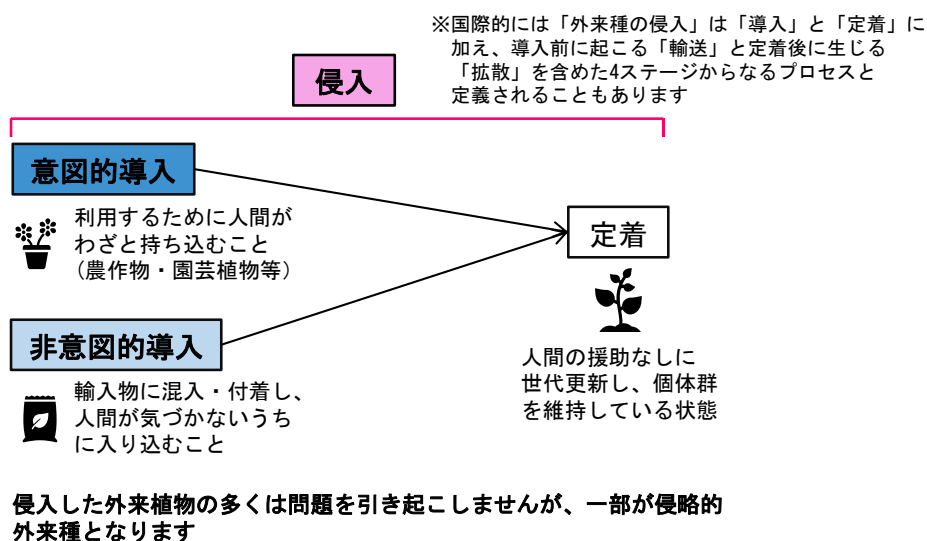 ※国際的には「外来種の侵入」は「導入」と「定着」に
加え、導入前に起こる「輸送」と定着後に生じる
「拡散」を含めた4ステージからなるプロセスと
定義されることもあります
侵入
意図的導入
利用するために人間が
わざと持ち込むこと
（農作物・園芸植物等）
定着
人間の援助なしに
世代更新し、個体群
を維持している状態
非意図的導入
輸入物に混入・付着し、
人間が気づかないうち
に入り込むこと
侵入した外来植物の多くは問題を引き起こしませんが、一部が侵略的
外来種となります